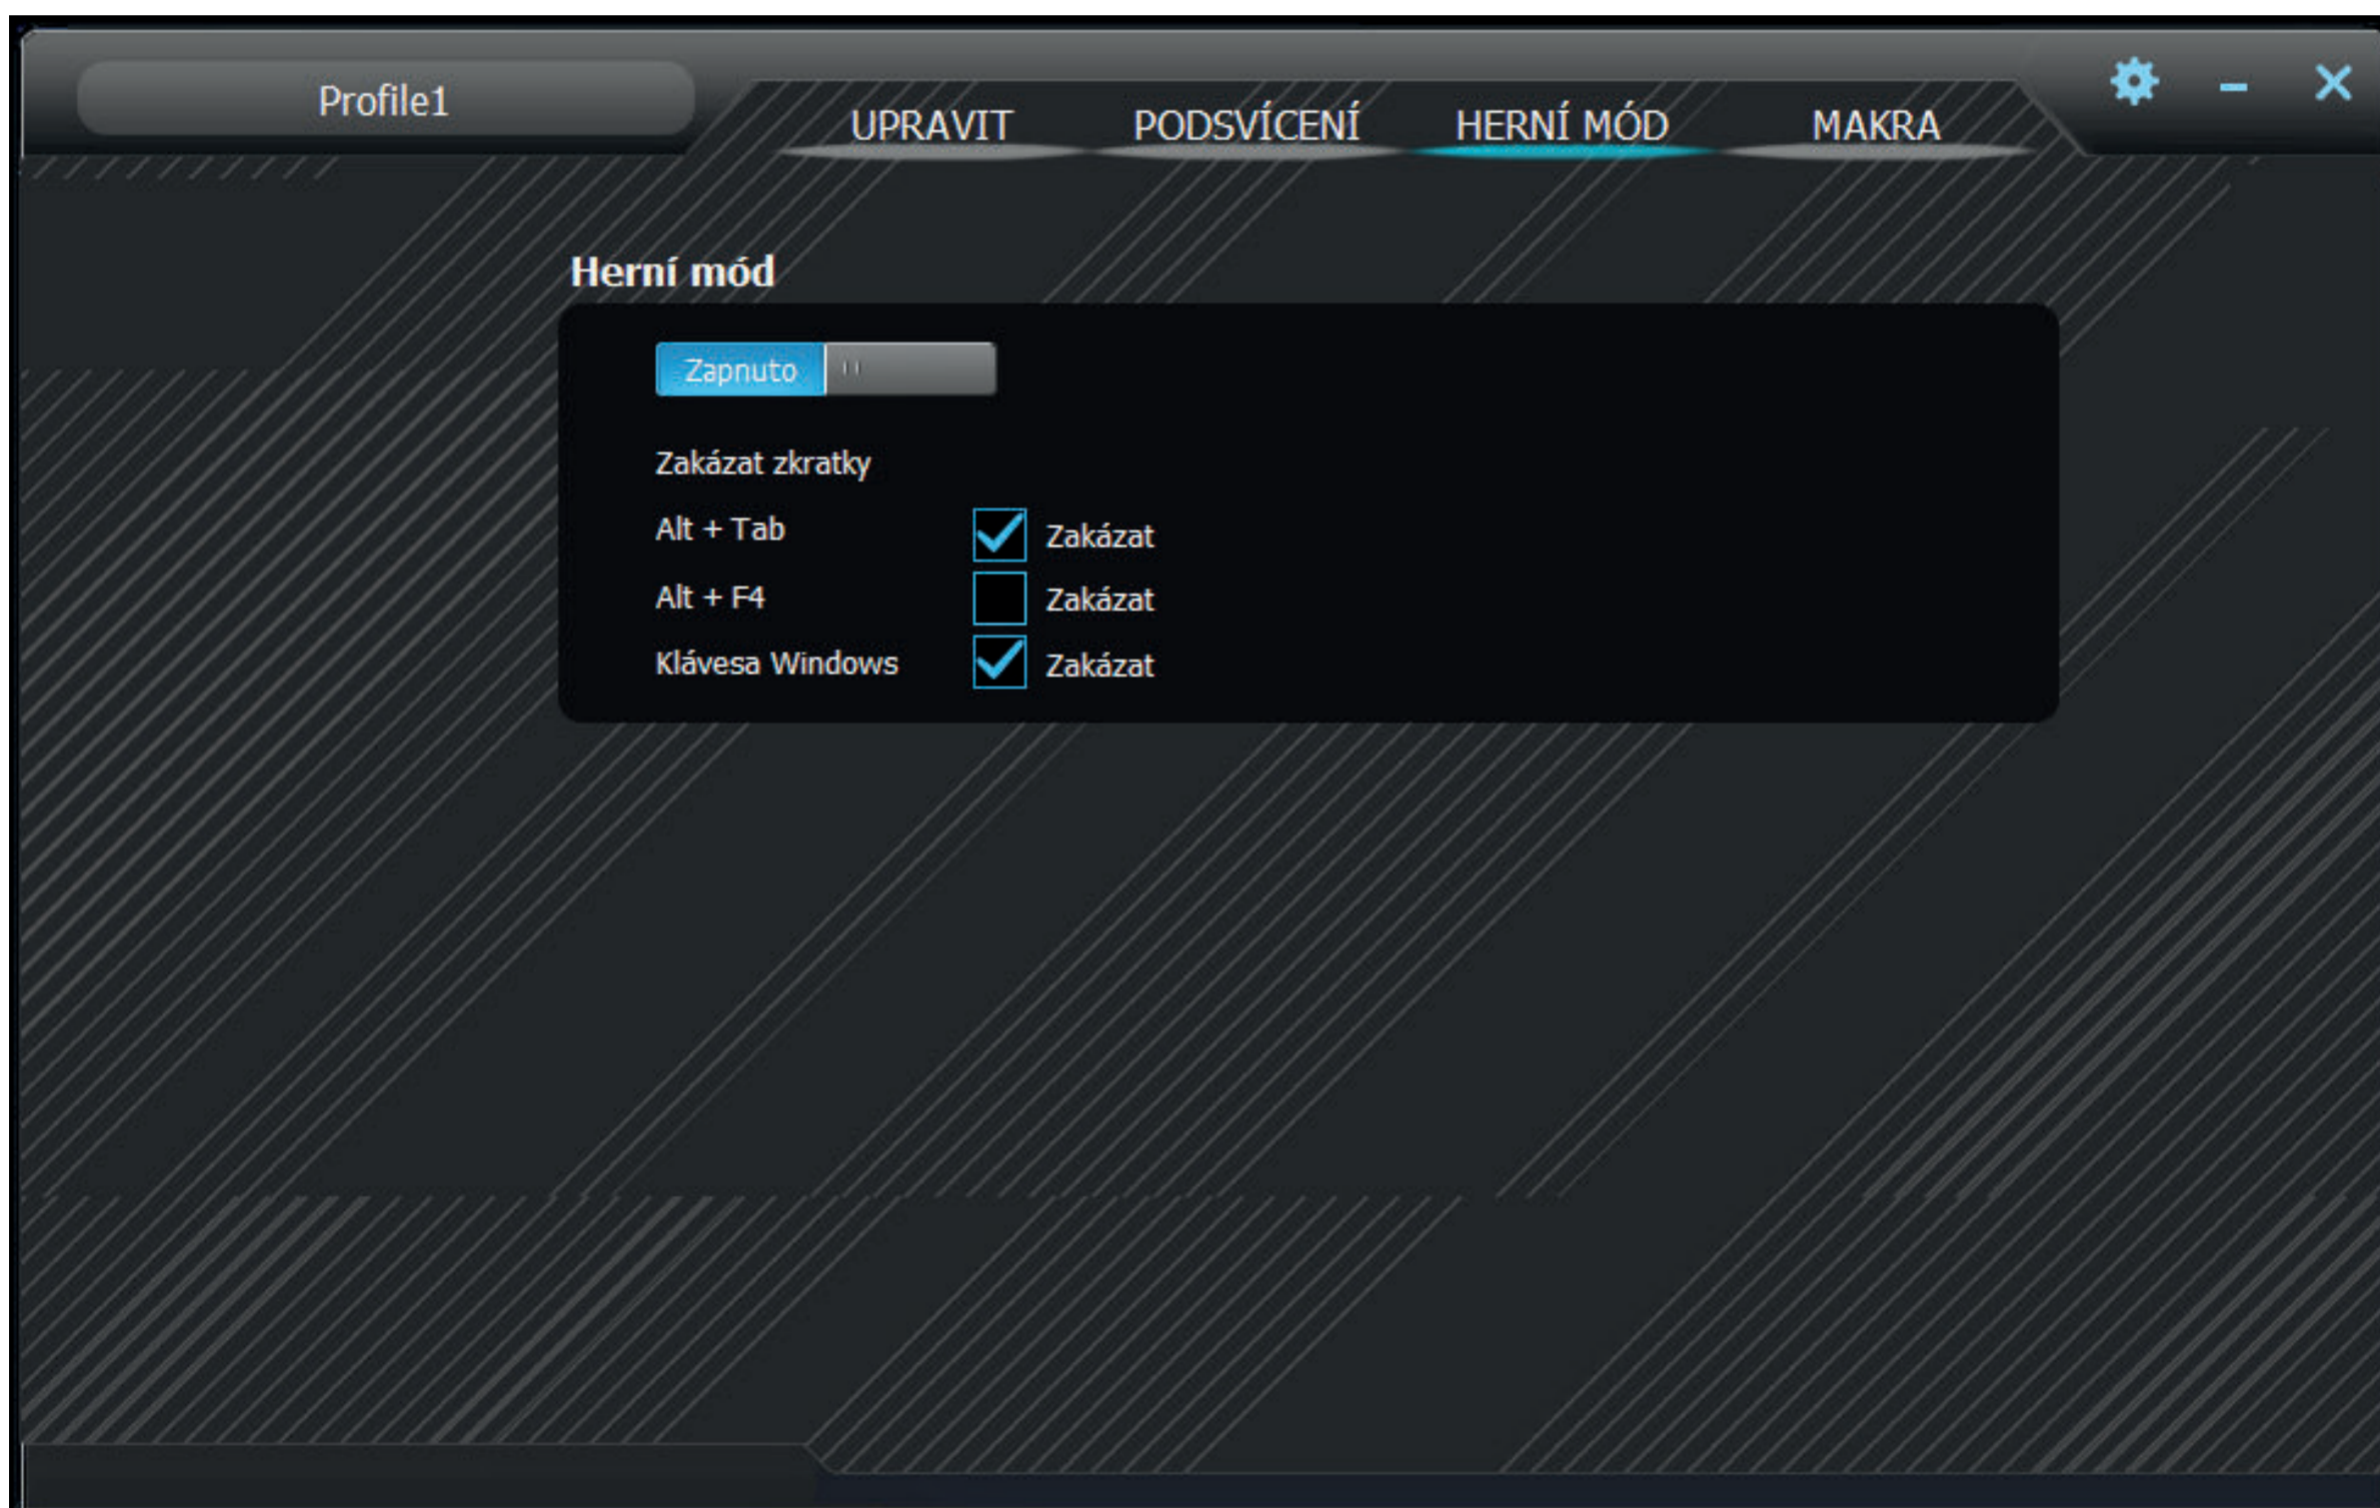 Profile1
UPRAVIT PODSVÍCENÍ HERNÍ MÓD MAKRA
Herní mód
Zapnuto
Zakázat zkratky
Alt + Tab Zakázat
Alt + F4 Zakázat
Klávesa Windows Zakázat